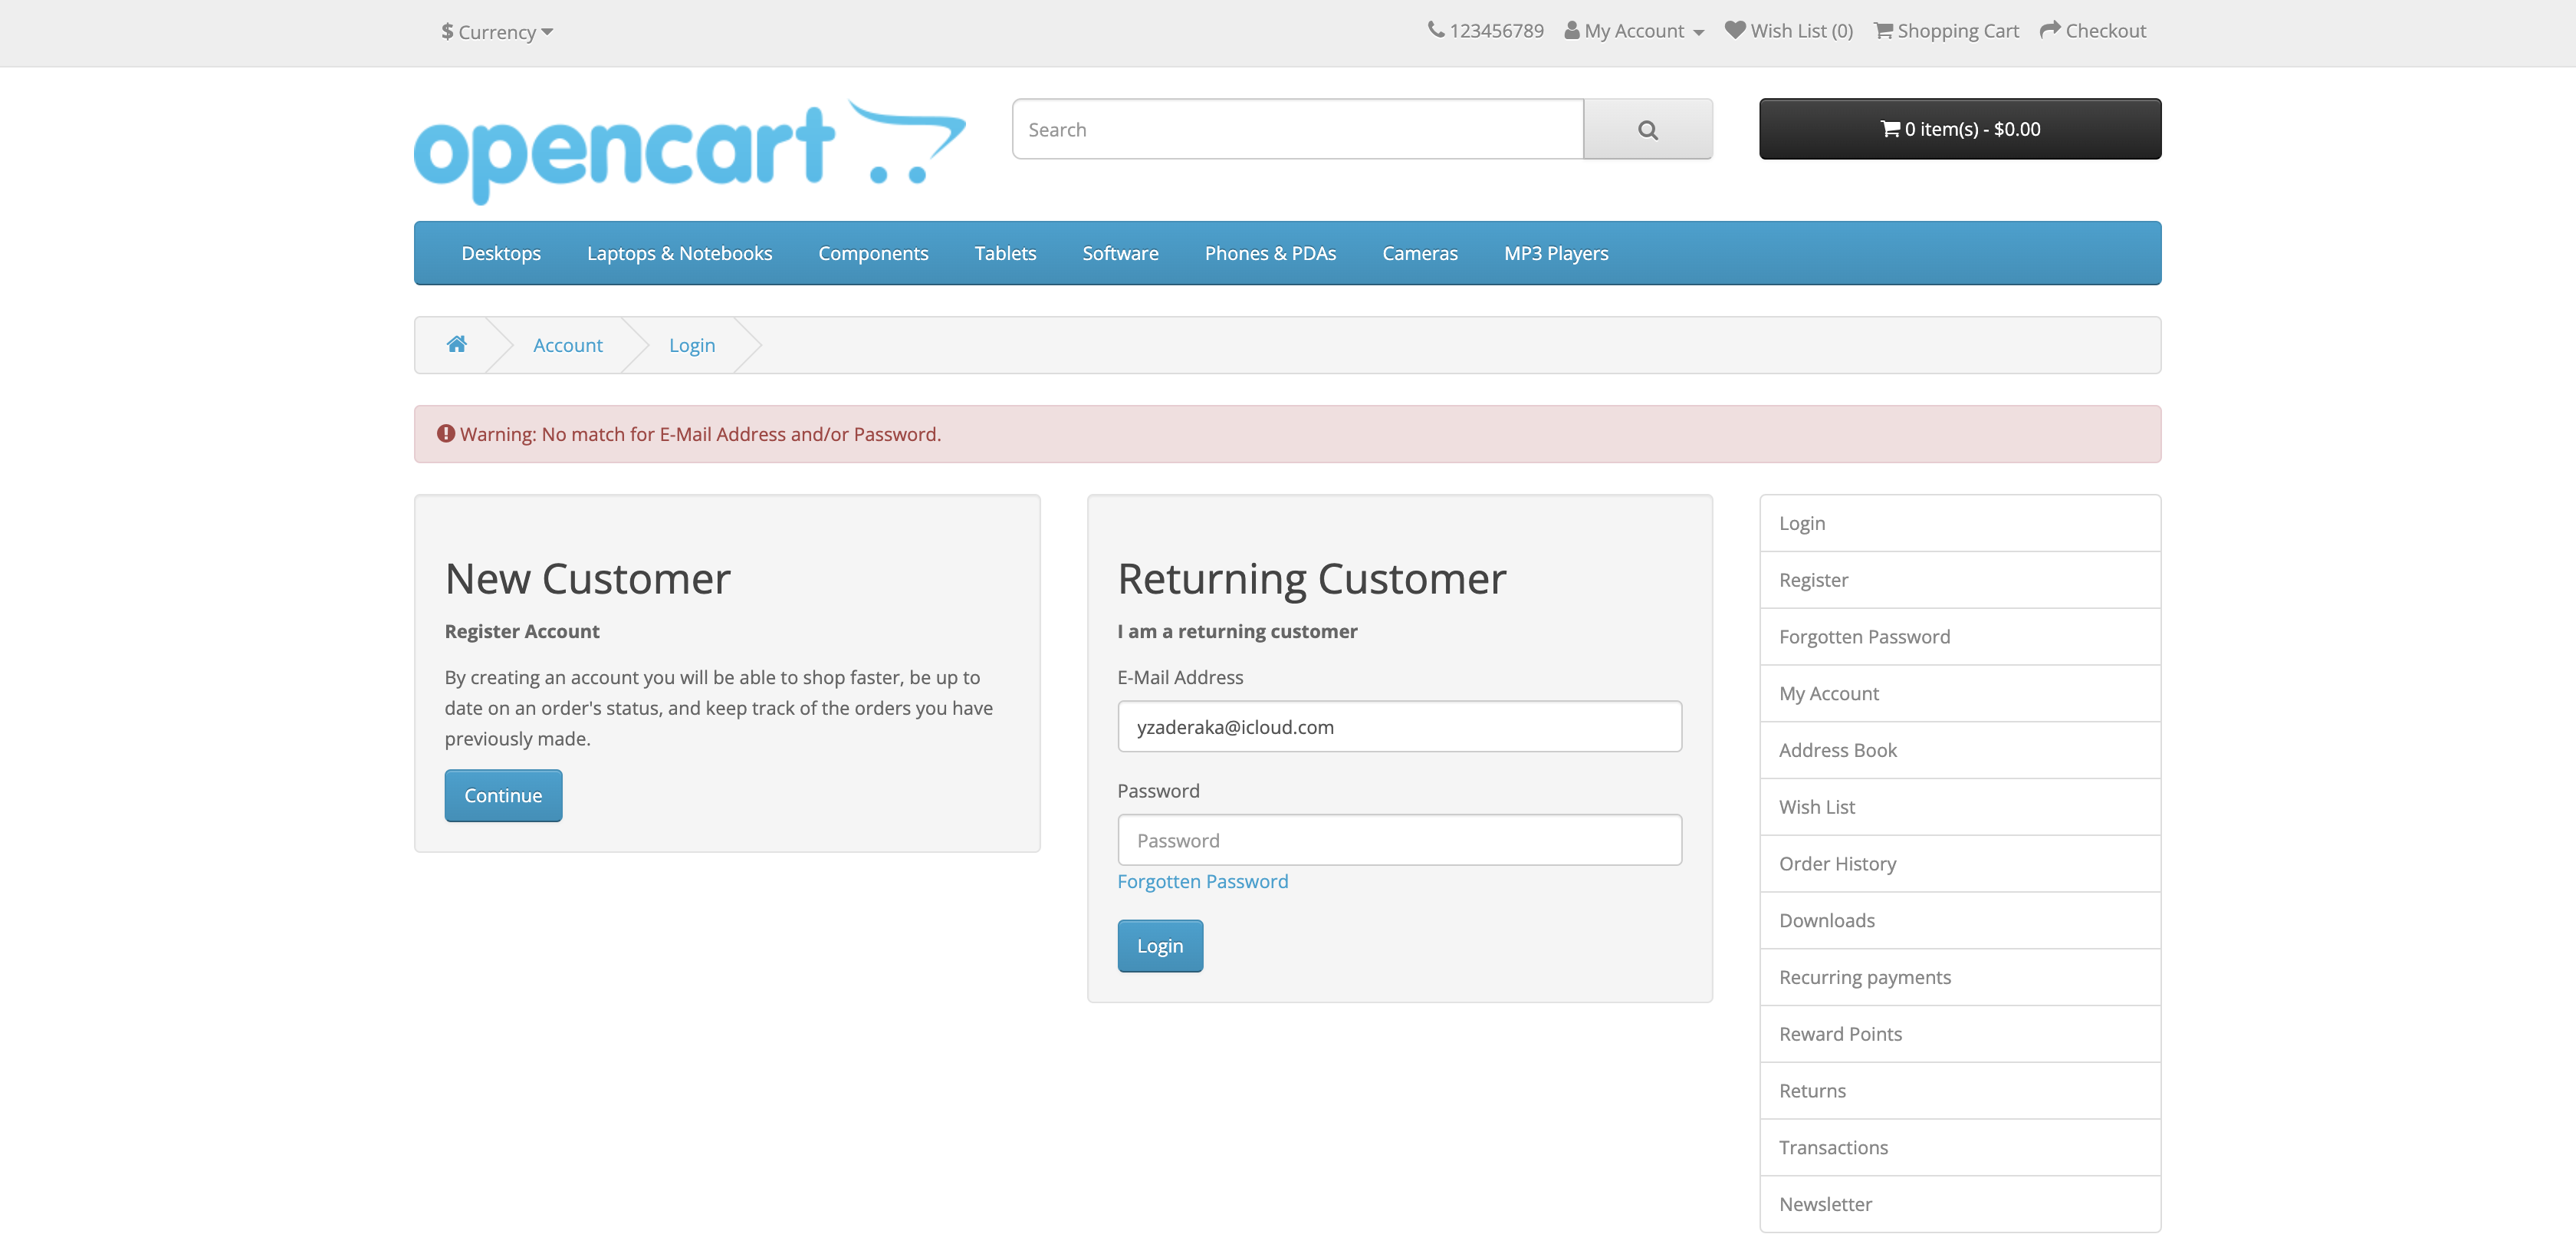 $ Currency
123456789 My Account Wish List (0) Shopping Cart Checkout
opencart
Search
0 item(s) - $0.00
Desktops Laptops & Notebooks Components Tablets Software Phones & PDAs Cameras MP3 Players
Account Login
Warning: No match for E-Mail Address and/or Password.
New Customer
Register Account
By creating an account you will be able to shop faster, be up to
date on an order's status, and keep track of the orders you have
previously made.
Continue
Returning Customer
I am a returning customer
E-Mail Address
yzaderaka@icloud.com
Password
Password
Forgotten Password
Login
Login
Register
Forgotten Password
My Account
Address Book
Wish List
Order History
Downloads
Recurring payments
Reward Points
Returns
Transactions
Newsletter